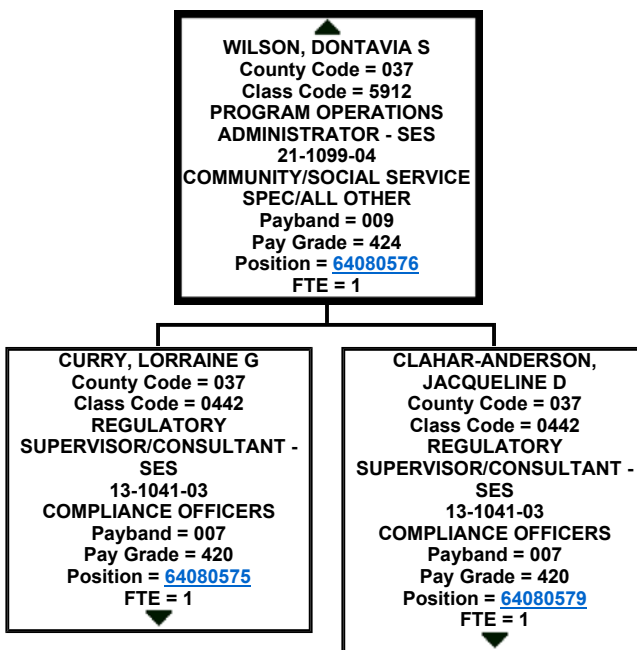 WILSON, DONTAVIA S
County Code = 037
Class Code = 5912
PROGRAM OPERATIONS
ADMINISTRATOR - SES
21-1099-04
COMMUNITY/SOCIAL SERVICE
SPEC/ALL OTHER
Payband = 009
Pay Grade = 424
Position = 64080576
FTE = 1
CURRY, LORRAINE G
County Code = 037
Class Code = 0442
REGULATORY
SUPERVISOR/CONSULTANT -
SES
13-1041-03
COMPLIANCE OFFICERS
Payband = 007
Pay Grade = 420
Position = 64080575
FTE = 1
CLAHAR-ANDERSON,
JACQUELINE D
County Code = 037
Class Code = 0442
REGULATORY
SUPERVISOR/CONSULTANT -
SES
13-1041-03
COMPLIANCE OFFICERS
Payband = 007
Pay Grade = 420
Position = 64080579
FTE = 1